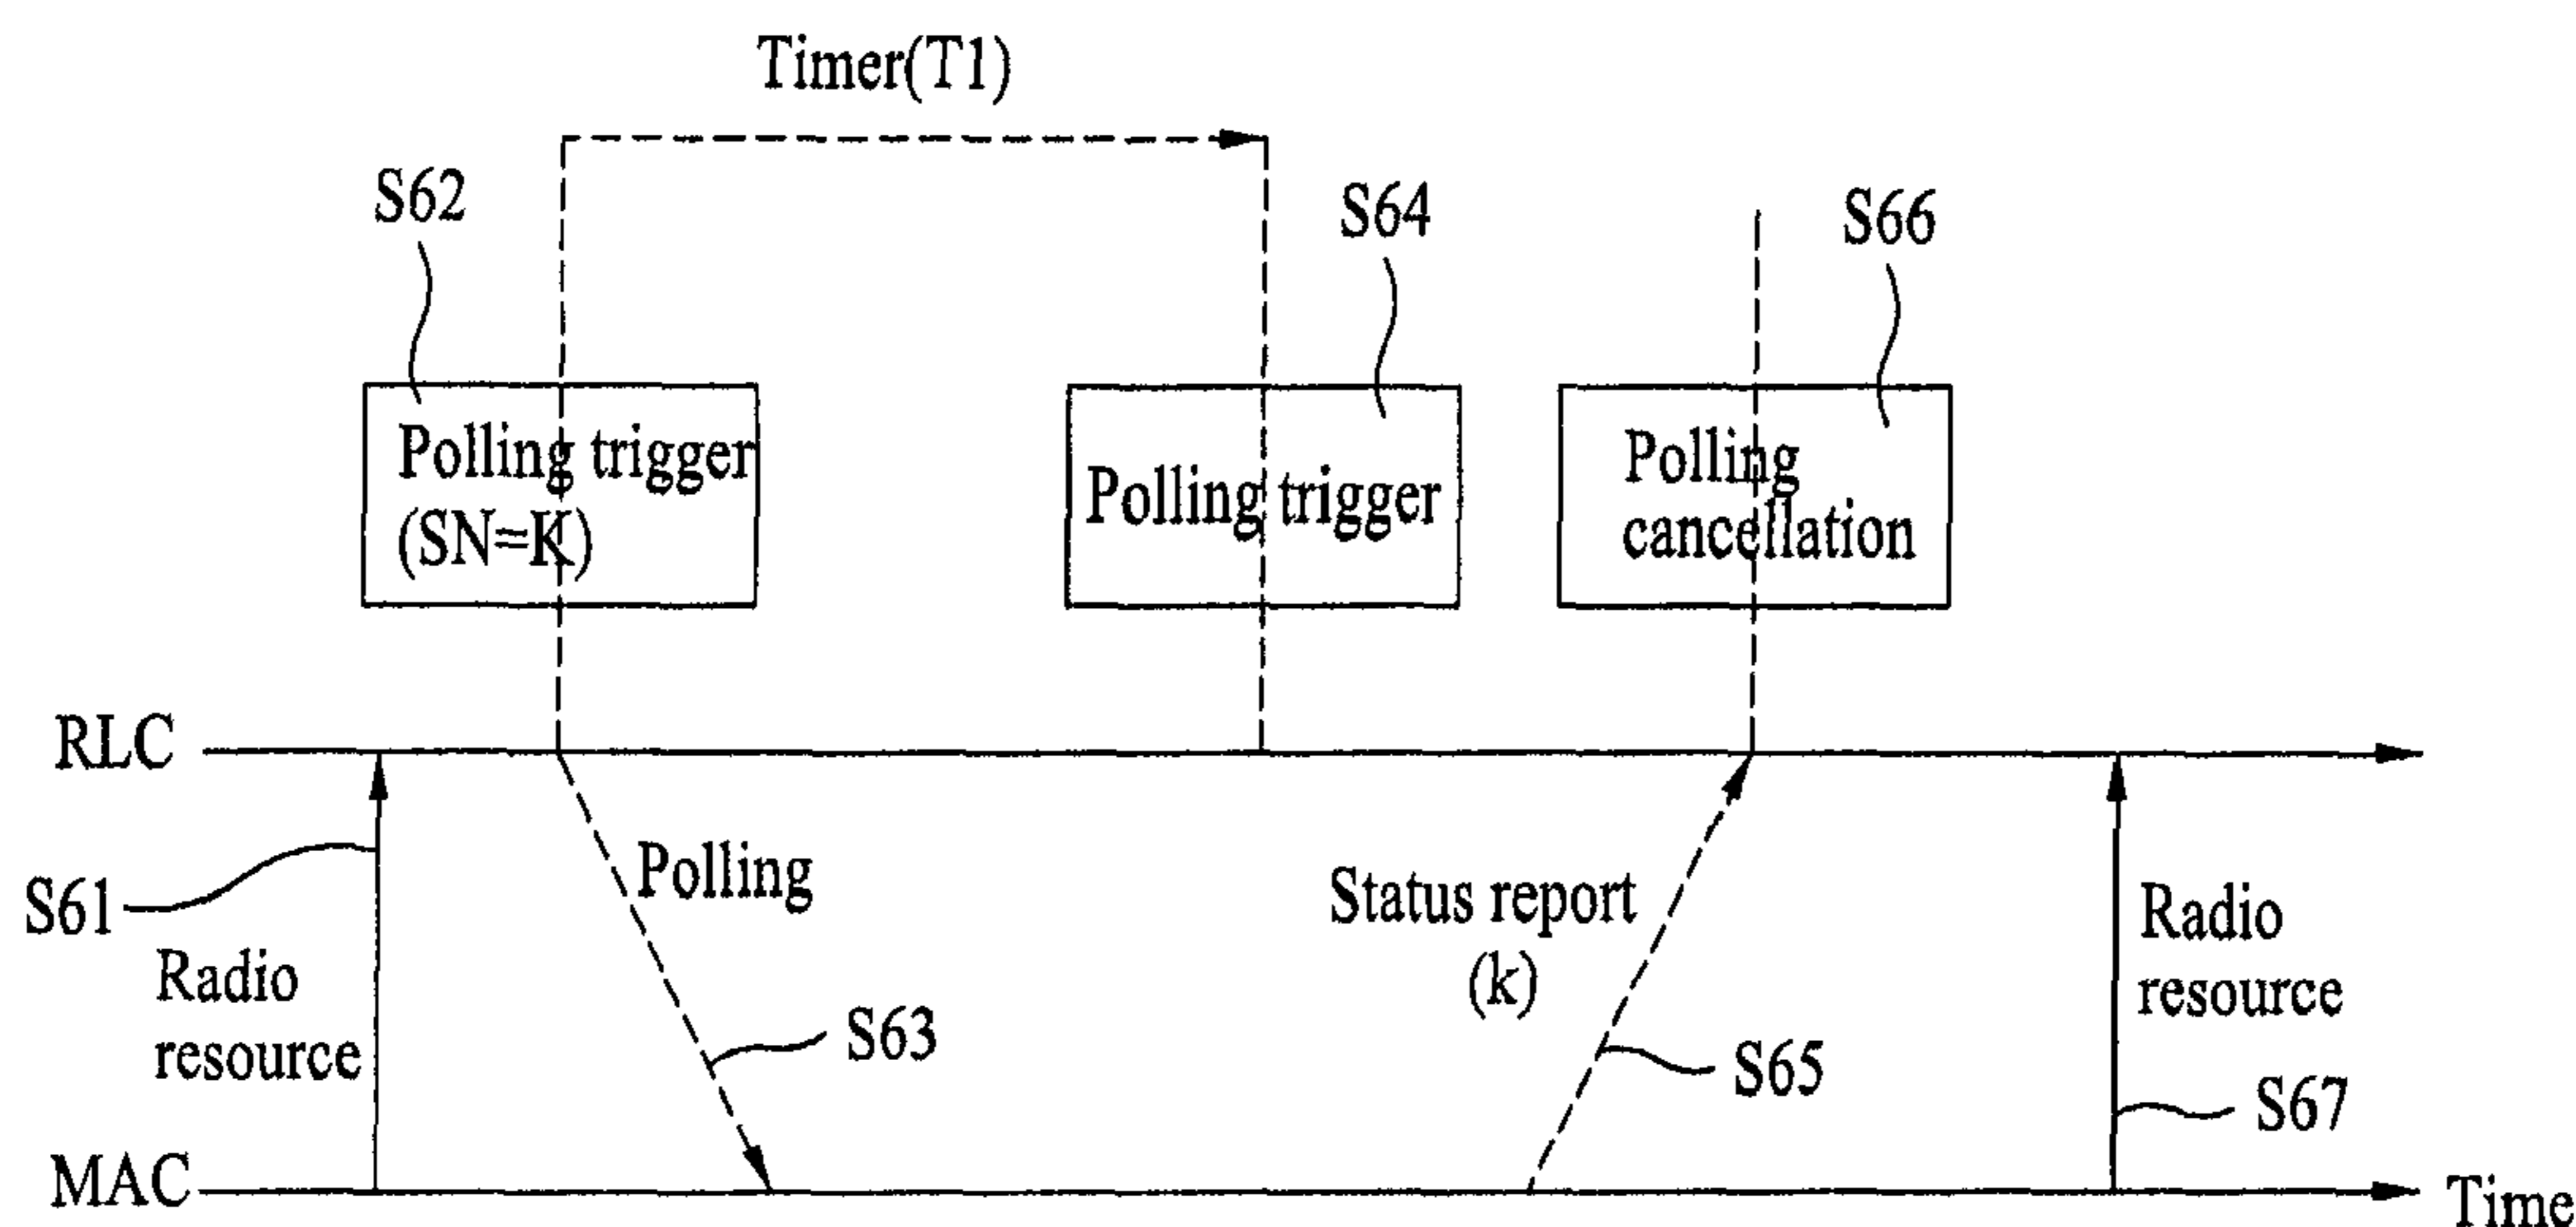 Timer(T1)
S62
S64
S66
Polling trigger
(SN=K)
Polling trigger
Polling
cancellation
RLC
S61
Radio
resource
Polling
S63
Status report
(k)
S65
Radio
resource
S67
MAC
Time